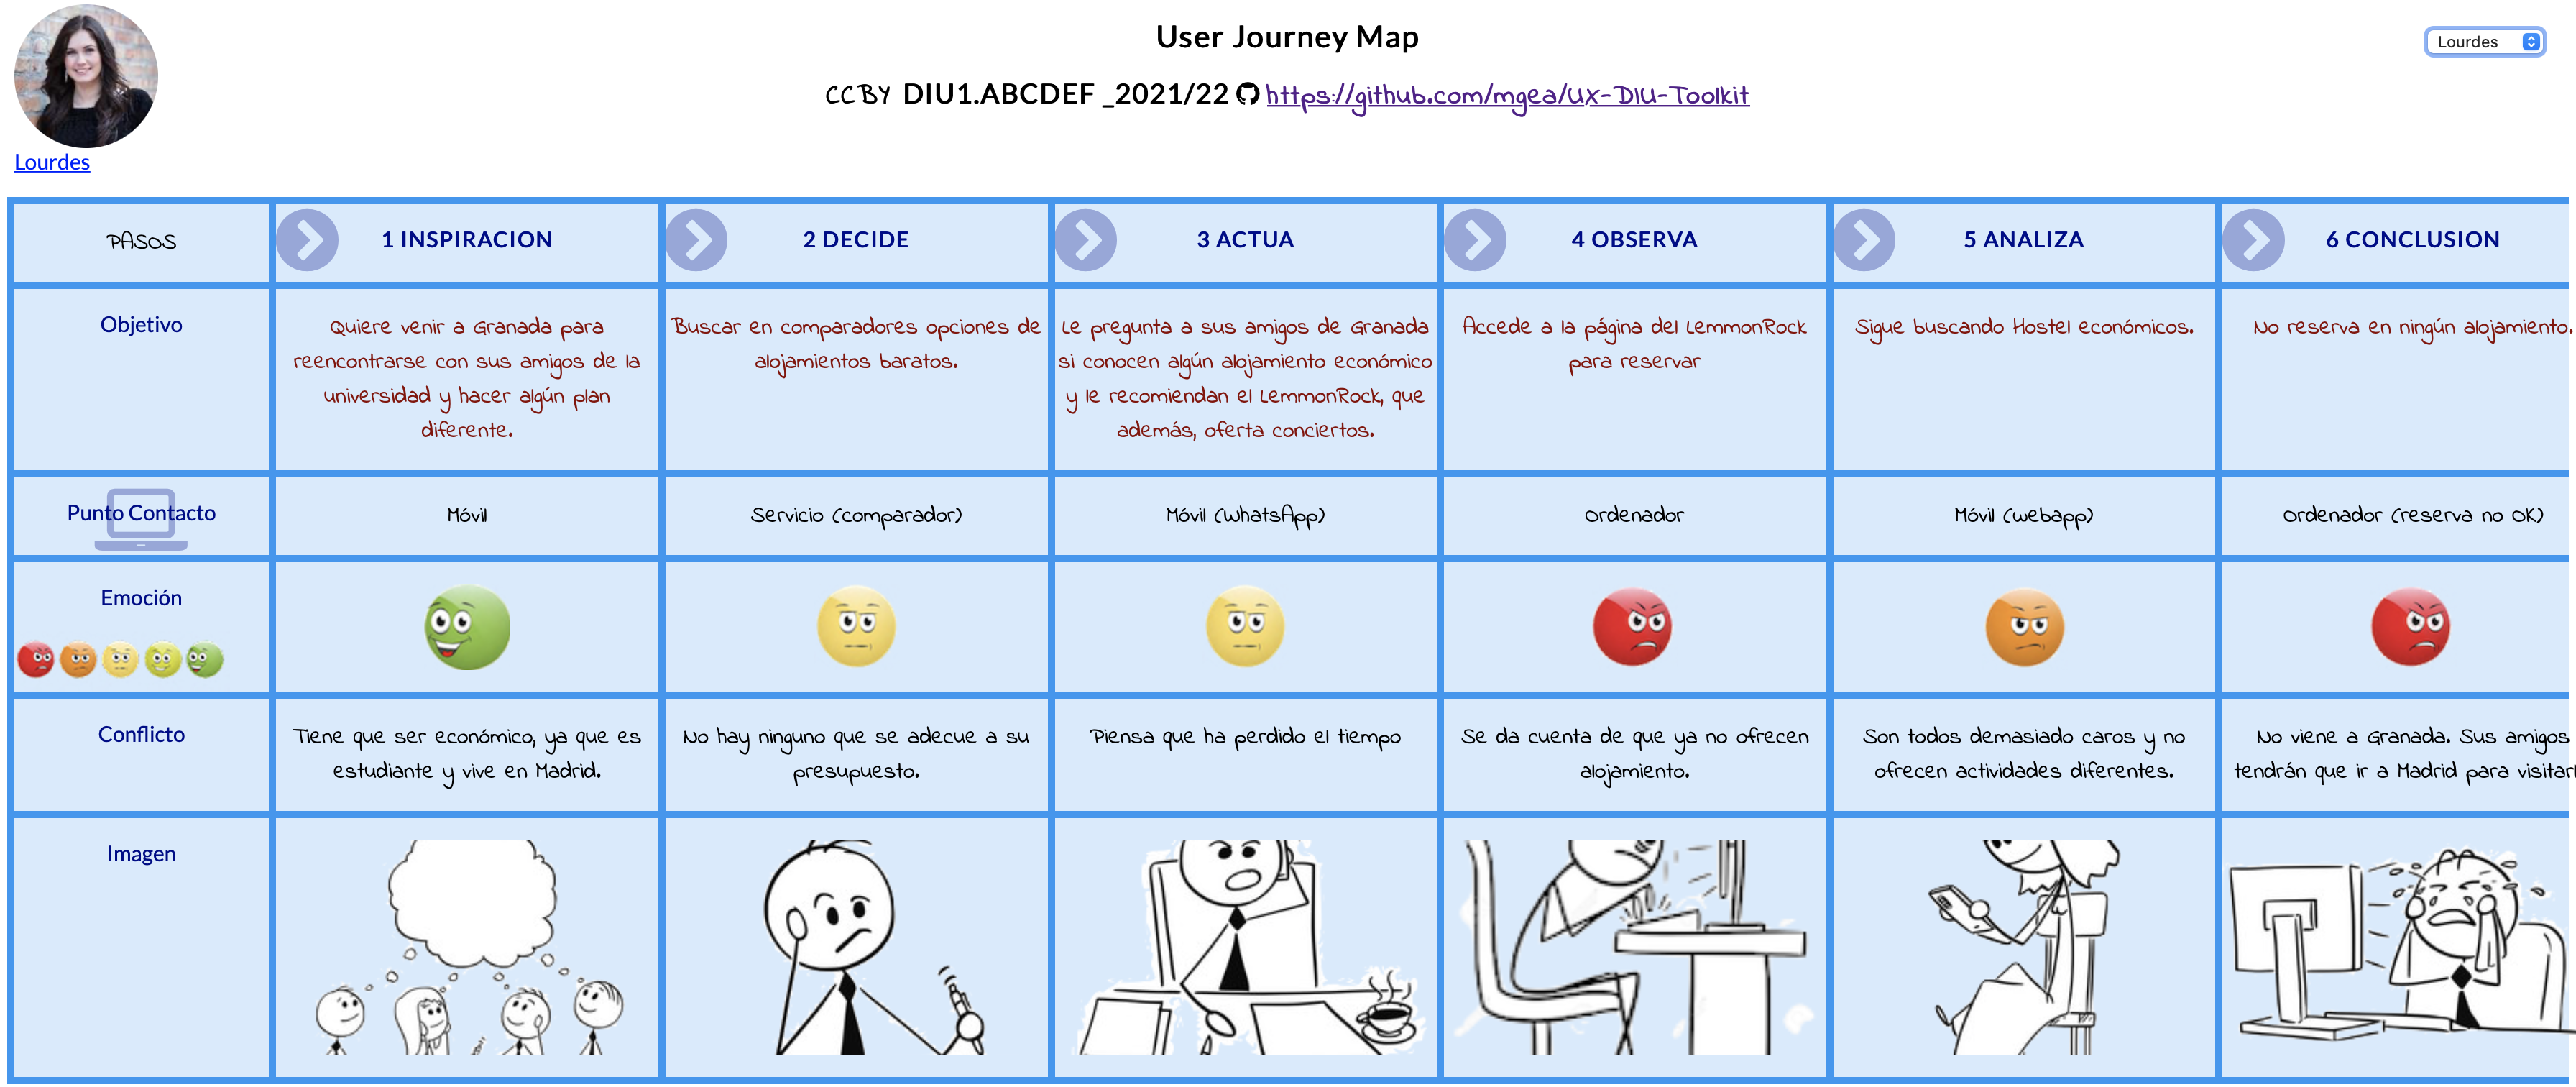 User Journey Map
Lourdes
CCBY DIU1.ABCDEF _2021/22 https://github.com/mgea/UX-DIU-Toolkit
Lourdes
PASOS
1 INSPIRACION
2 DECIDE
3 ACTUA
4 OBSERVA
5 ANALIZA
6 CONCLUSION
Objetivo
Quiere venir a Granada para
reencontrarse con sus amigos de la
universidad y hacer algún plan
diferente.
Buscar en comparadores opciones de
alojamientos baratos.
Le pregunta a sus amigos de Granada
si conocen algún alojamiento económico
y le recomiendan el LemmonRock, que
además, oferta conciertos.
Accede a la página del LemmonRock
para reservar
Sigue buscando Hostel económicos.
No reserva en ningún alojamiento.
Punto Contacto
Móvil
Servicio (comparador)
Móvil (WhatsApp)
Ordenador
Móvil (webapp)
Ordenador (reserva no OK)
Emoción
Conflicto
Tiene que ser económico, ya que es
estudiante y vive en Madrid.
No hay ninguno que se adecue a su
presupuesto.
Piensa que ha perdido el tiempo
Se da cuenta de que ya no ofrecen
alojamiento.
Son todos demasiado caros y no
ofrecen actividades diferentes.
No viene a Granada. Sus amigos
tendrán que ir a Madrid para
Imagen